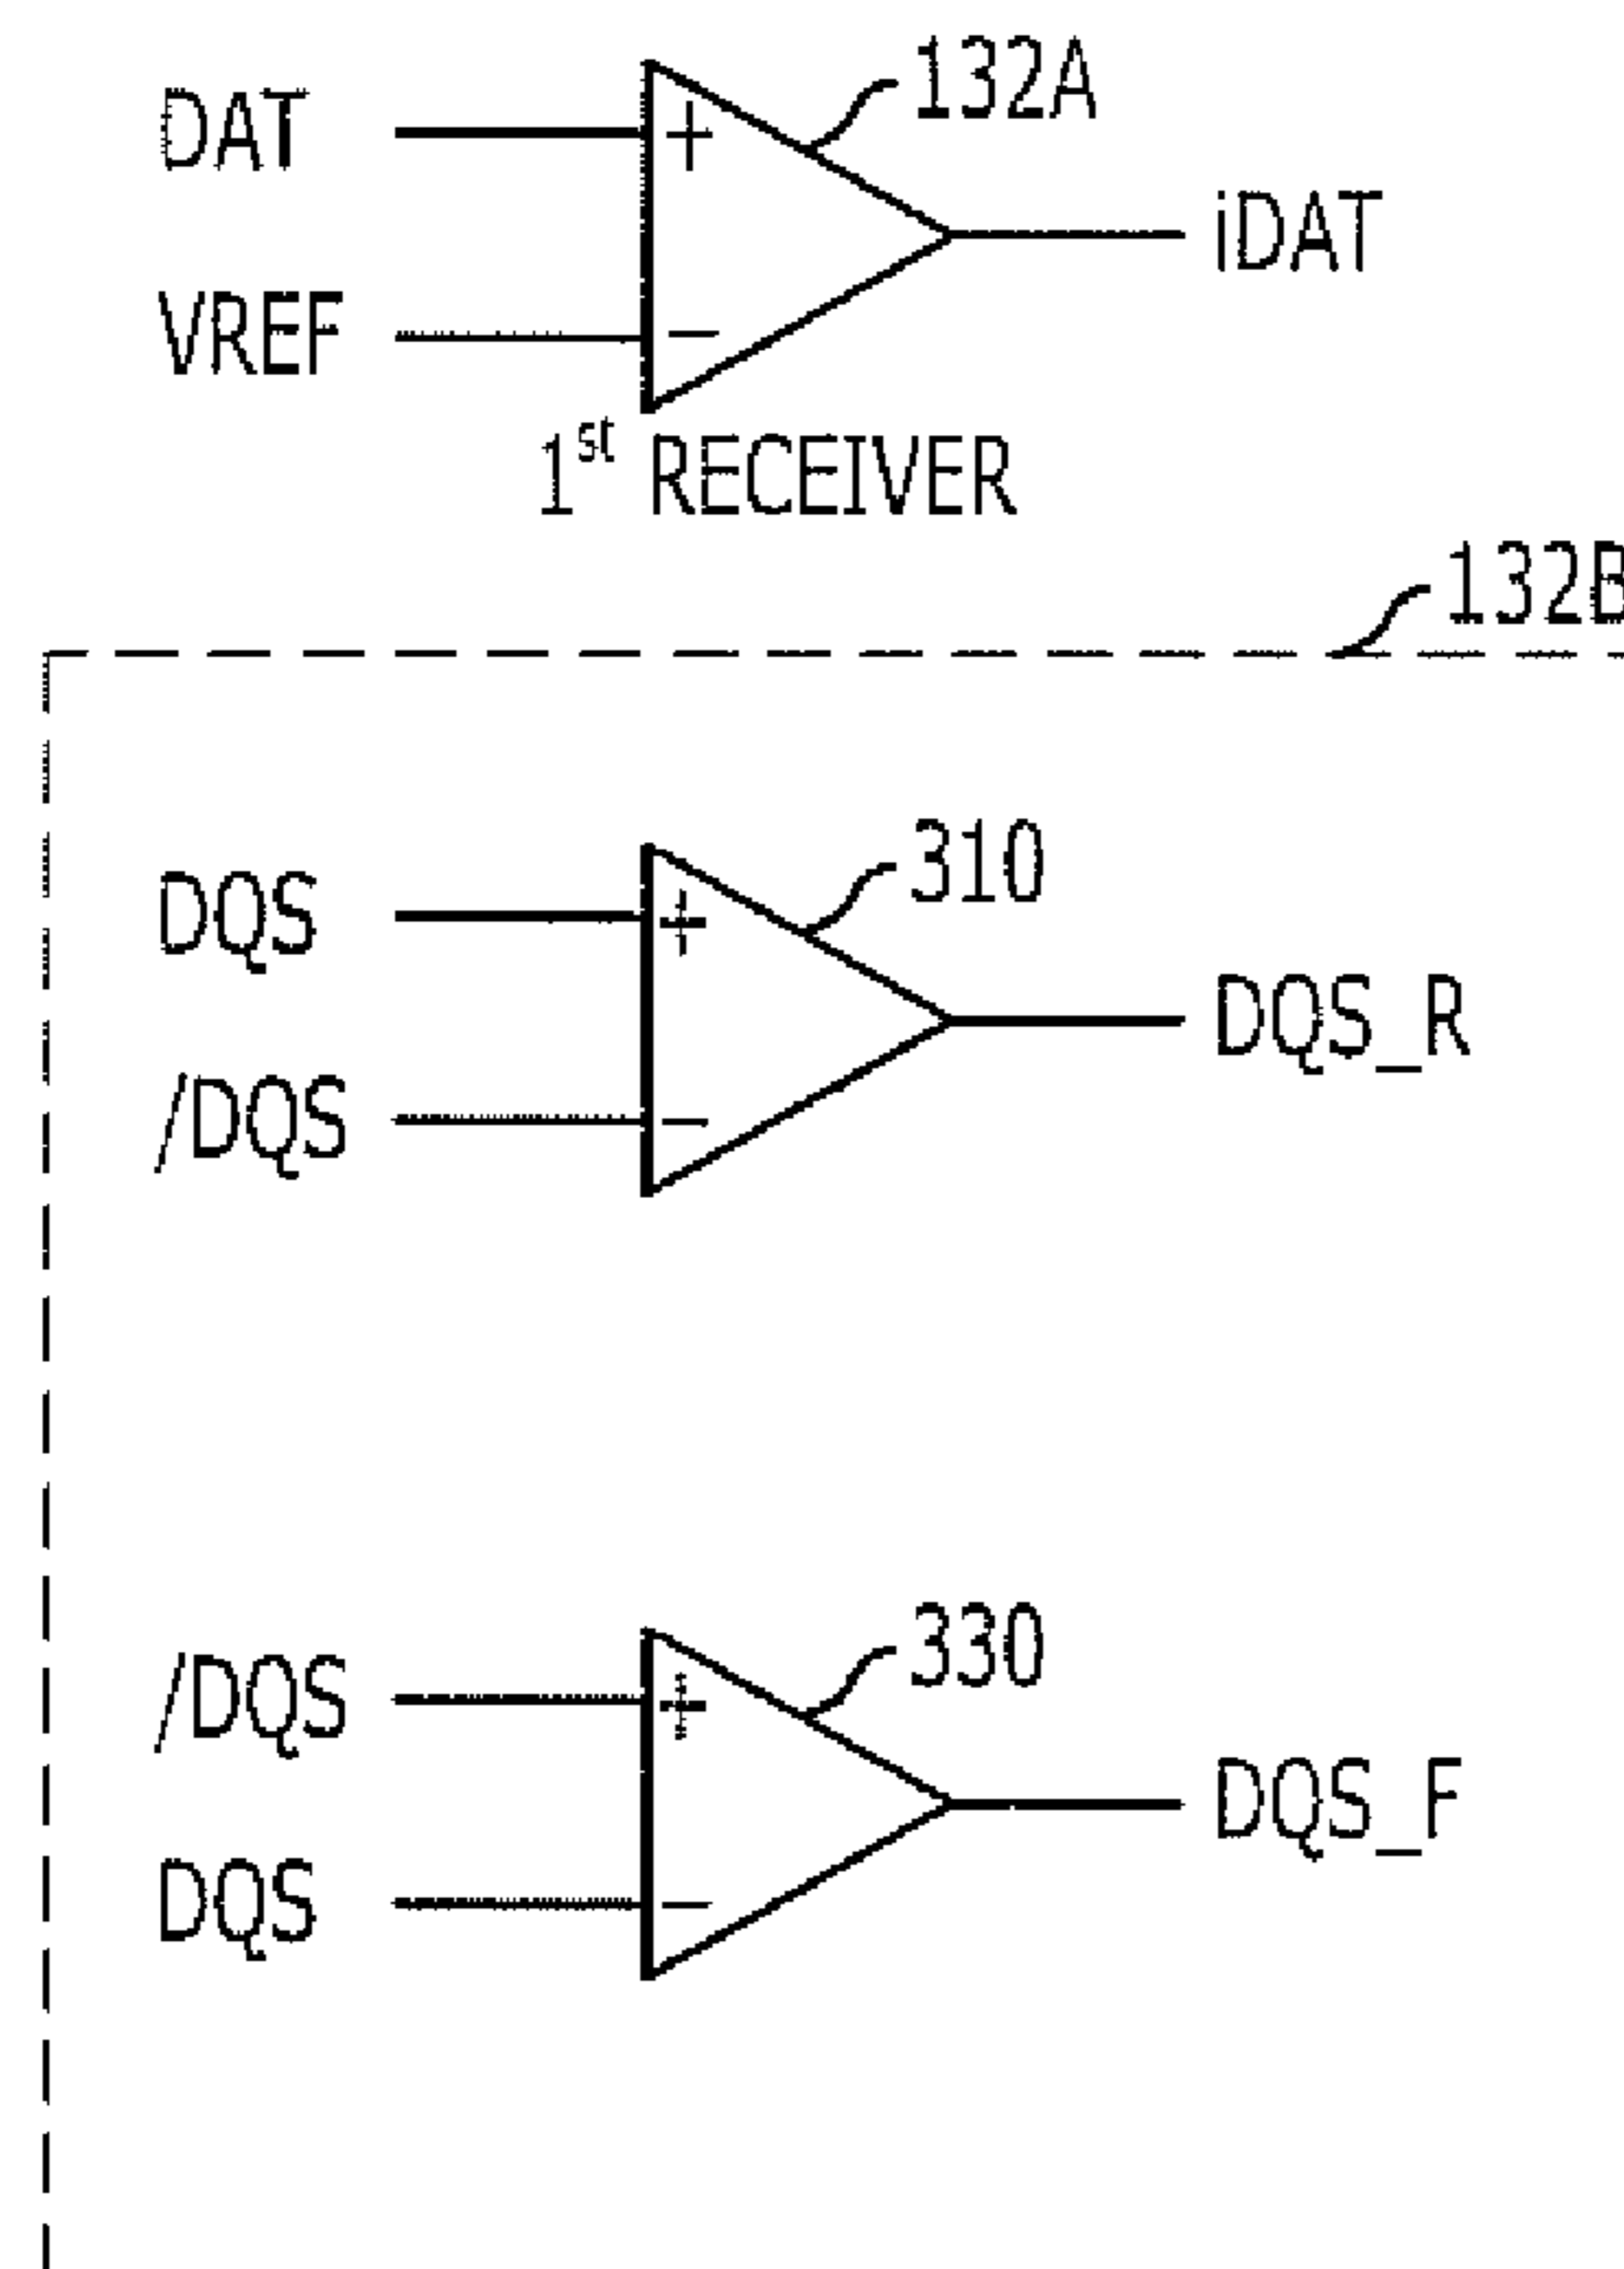 DAT
132A
iDAT
VREF
+
−
1st RECEIVER
132B
DQS
310
+
DQS_R
/DQS
−
/DQS
330
+
DQS_F
DQS
−